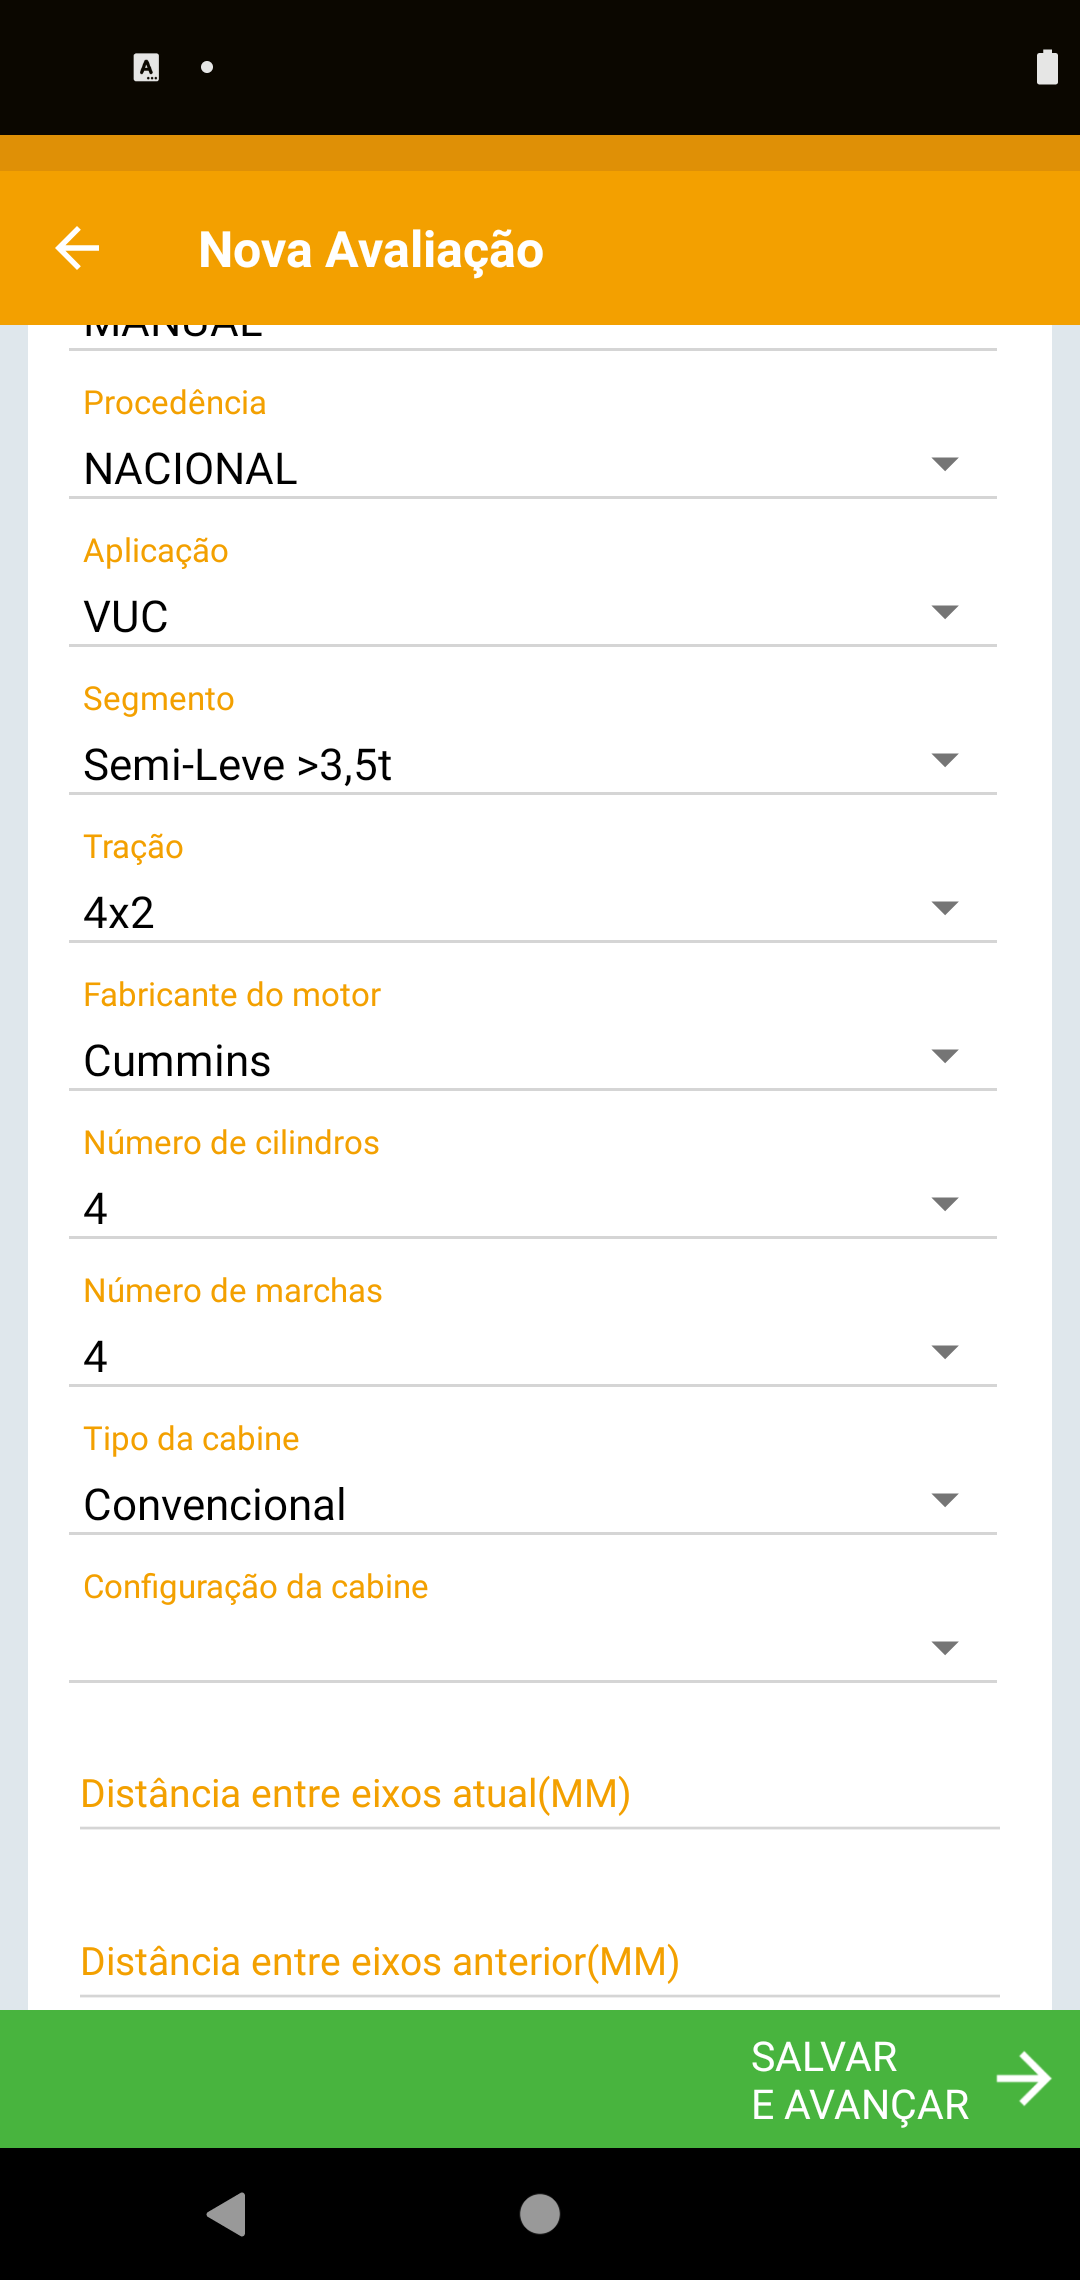 A
Nova Avaliação
MANUAL
Procedência
NACIONAL
Aplicação
VUC
Segmento
Semi-Leve >3,5t
Tração
4x2
Fabricante do motor
Cummins
Número de cilindros
4
Número de marchas
4
Tipo da cabine
Convencional
Configuração da cabine
Distância entre eixos atual(MM)
Distância entre eixos anterior(MM)
SALVAR
E AVANÇAR